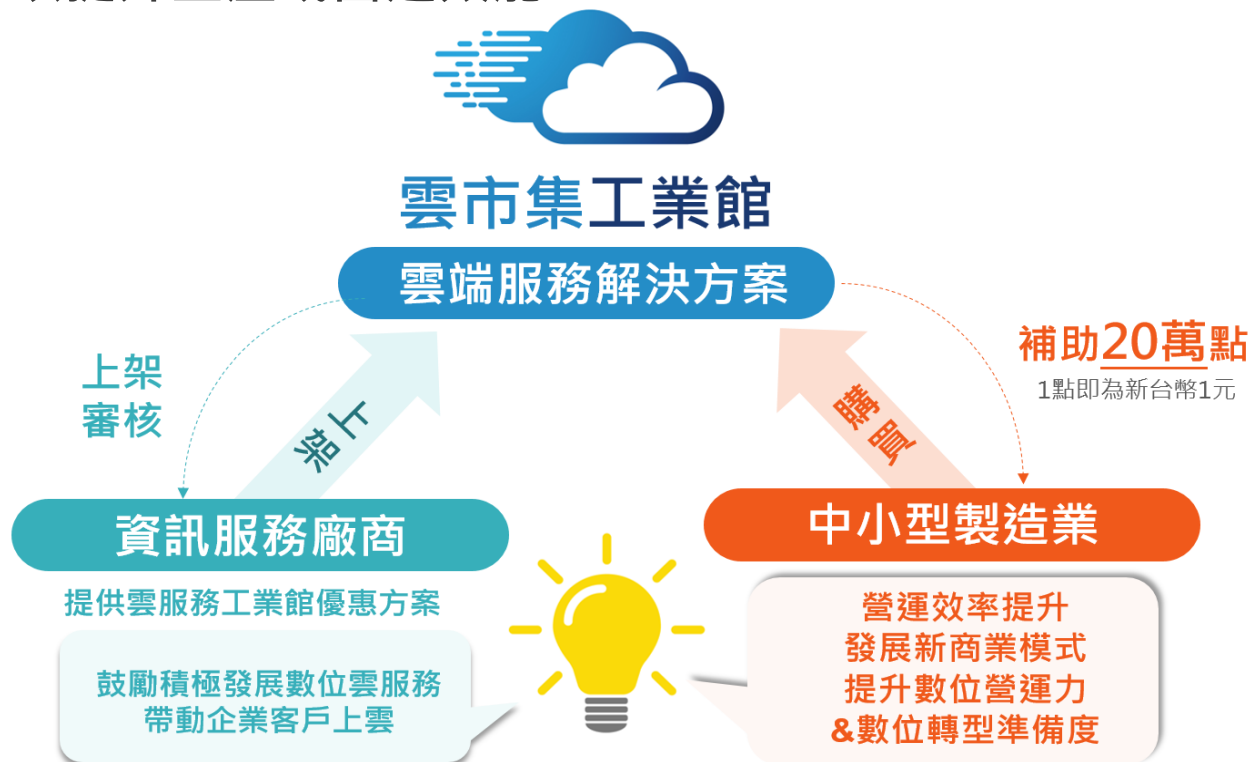 雲市集工業館
雲端服務解決方案
上架
審核
上架
購買
補助20萬點
1點即為新台幣1元
資訊服務廠商
中小型製造業
提供雲服務工業館優惠方案
鼓勵積極發展數位雲服務
帶動企業客戶上雲
營運效率提升
發展新商業模式
提升數位營運力
&數位轉型準備度